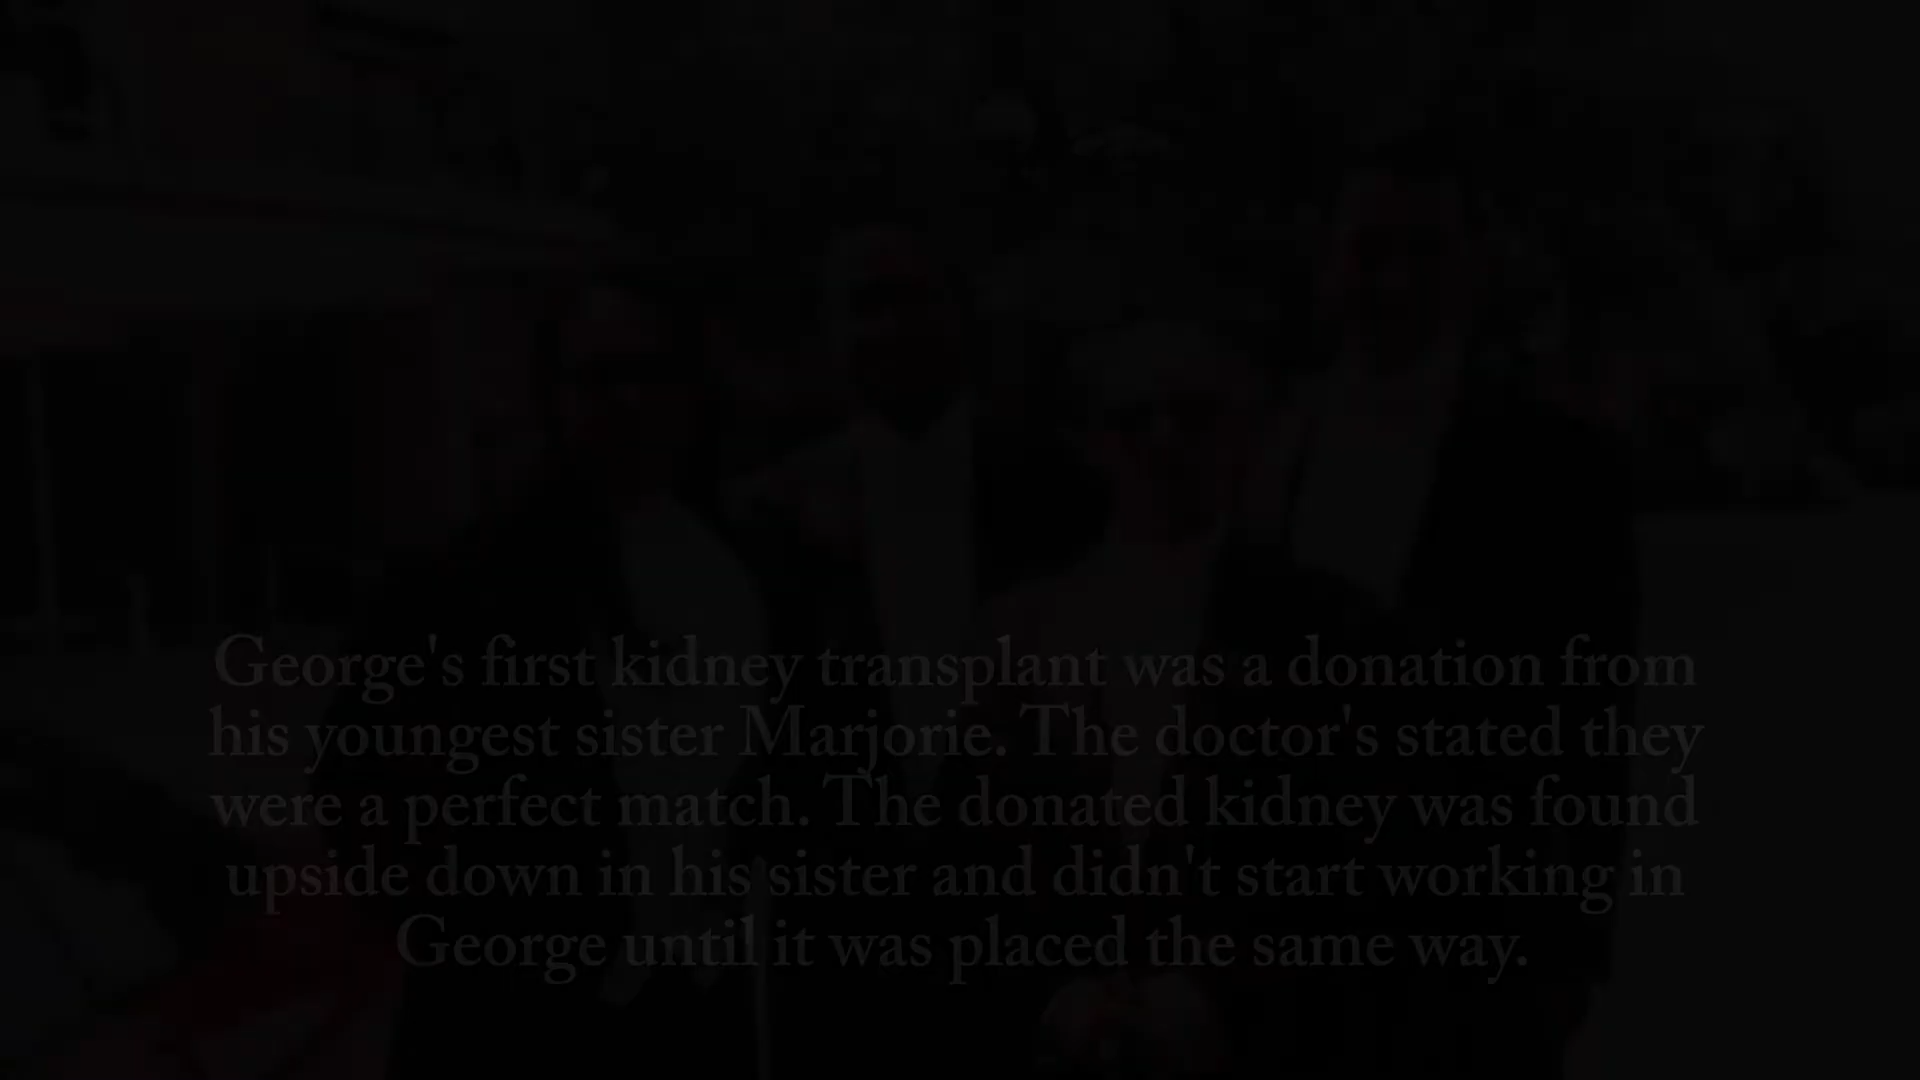 George's first kidney transplant was a donation from
his youngest sister Marjorie. The doctor's stated they
were a perfect match. The donated kidney was found
upside down in his sister and didn't start working in
George until it was placed the same way.